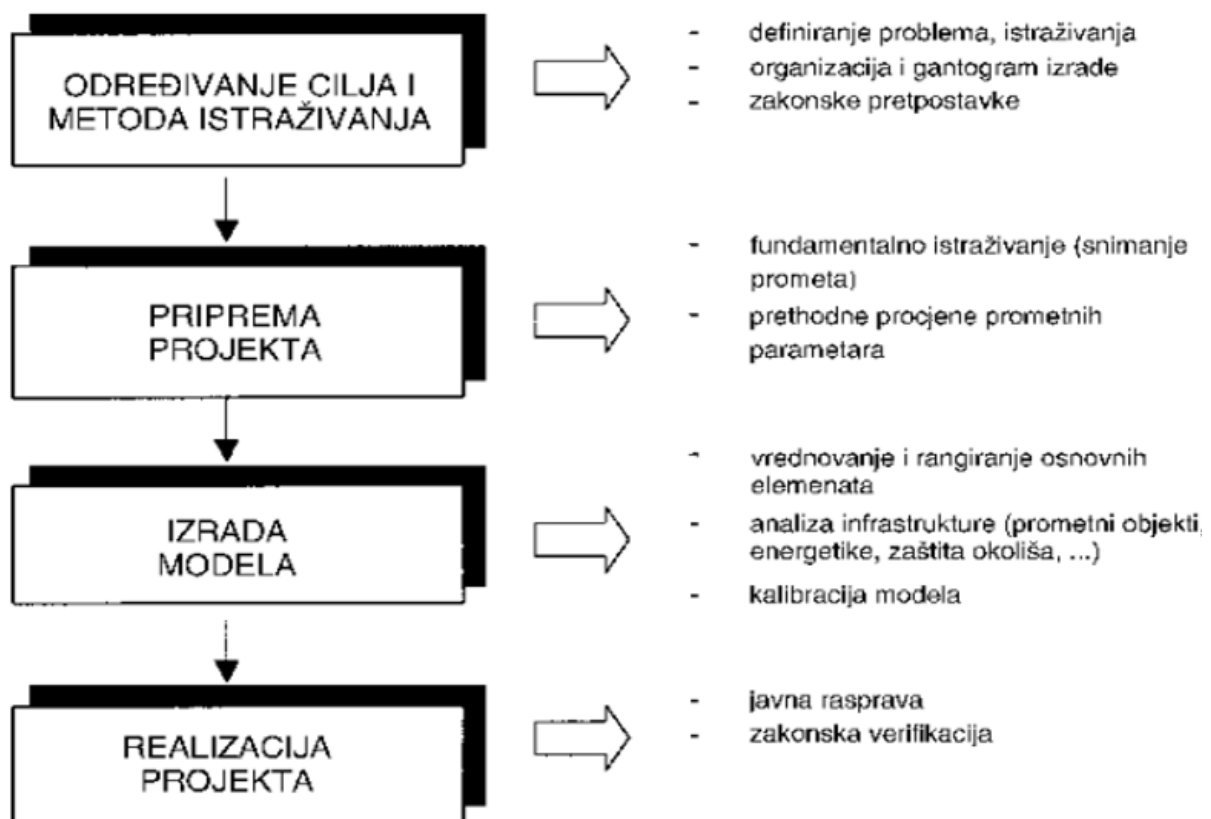 ODREĐIVANJE CILJA I
METODA ISTRAŽIVANJA
- definiranje problema, istraživanja
- organizacija i gantogram izrade
- zakonske pretpostavke
PRIPREMA
PROJEKTA
- fundamentalno istraživanje (snimanje
prometa)
- prethodne procjene prometnih
parametara
IZRADA
MODELA
- vrednovanje i rangiranje osnovnih
elemenata
- analiza infrastrukture (prometni objekti,
energetike, zaštita okoliša, ...)
- kalibracija modela
REALIZACIJA
PROJEKTA
- javna rasprava
- zakonska verifikacija